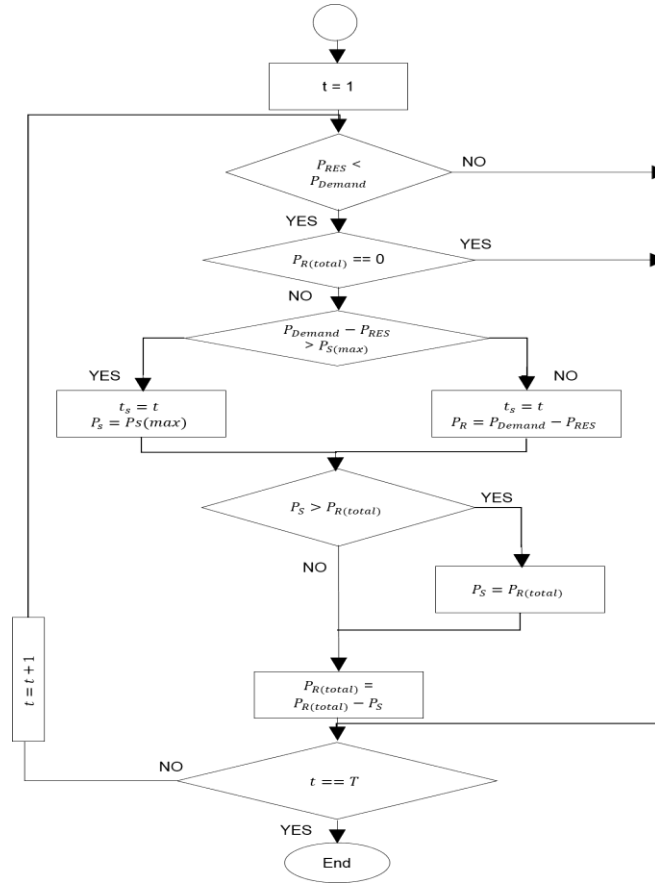 t = 1
P_RES <
P_Demand
NO
YES
P_R(total) == 0
YES
NO
P_Demand − P_RES
> P_S(max)
YES
NO
t_s = t
P_s = Ps(max)
t_s = t
P_R = P_Demand − P_RES
P_S > P_R(total)
YES
NO
P_S = P_R(total)
t = t + 1
P_R(total) =
P_R(total) − P_S
NO
t == T
YES
End